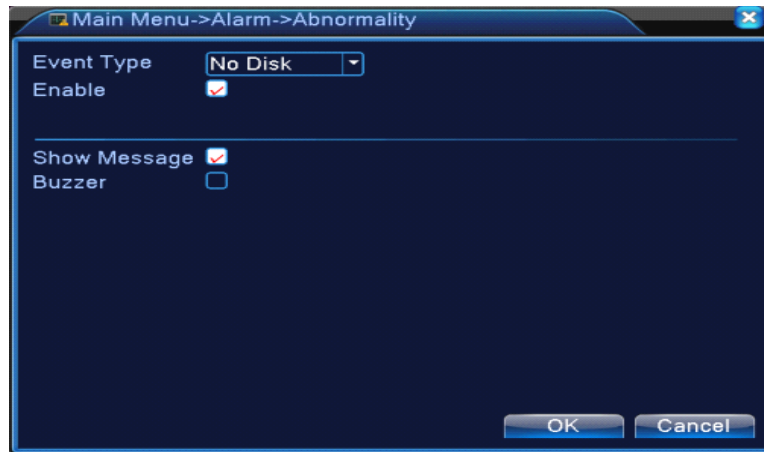 Main Menu->Alarm->Abnormality
Event Type No Disk
Enable
Show Message
Buzzer
OK Cancel